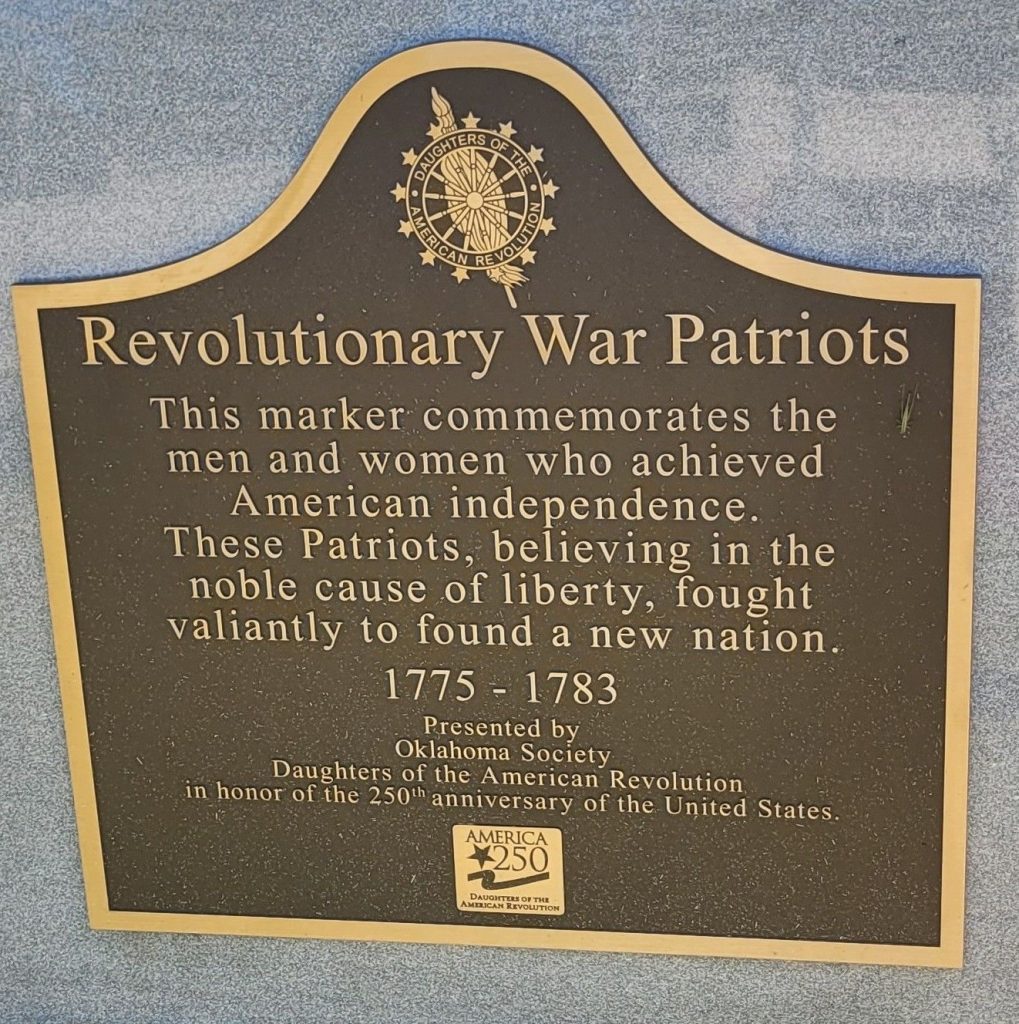 DAUGHTERS OF THE
AMERICAN REVOLUTION
Revolutionary War Patriots
This marker commemorates the
men and women who achieved
American independence.
These Patriots, believing in the
noble cause of liberty, fought
valiantly to found a new nation.
1775 - 1783
Presented by
Oklahoma Society
Daughters of the American Revolution
in honor of the 250th anniversary of the United States.
AMERICA
250
DAUGHTERS OF THE
AMERICAN REVOLUTION